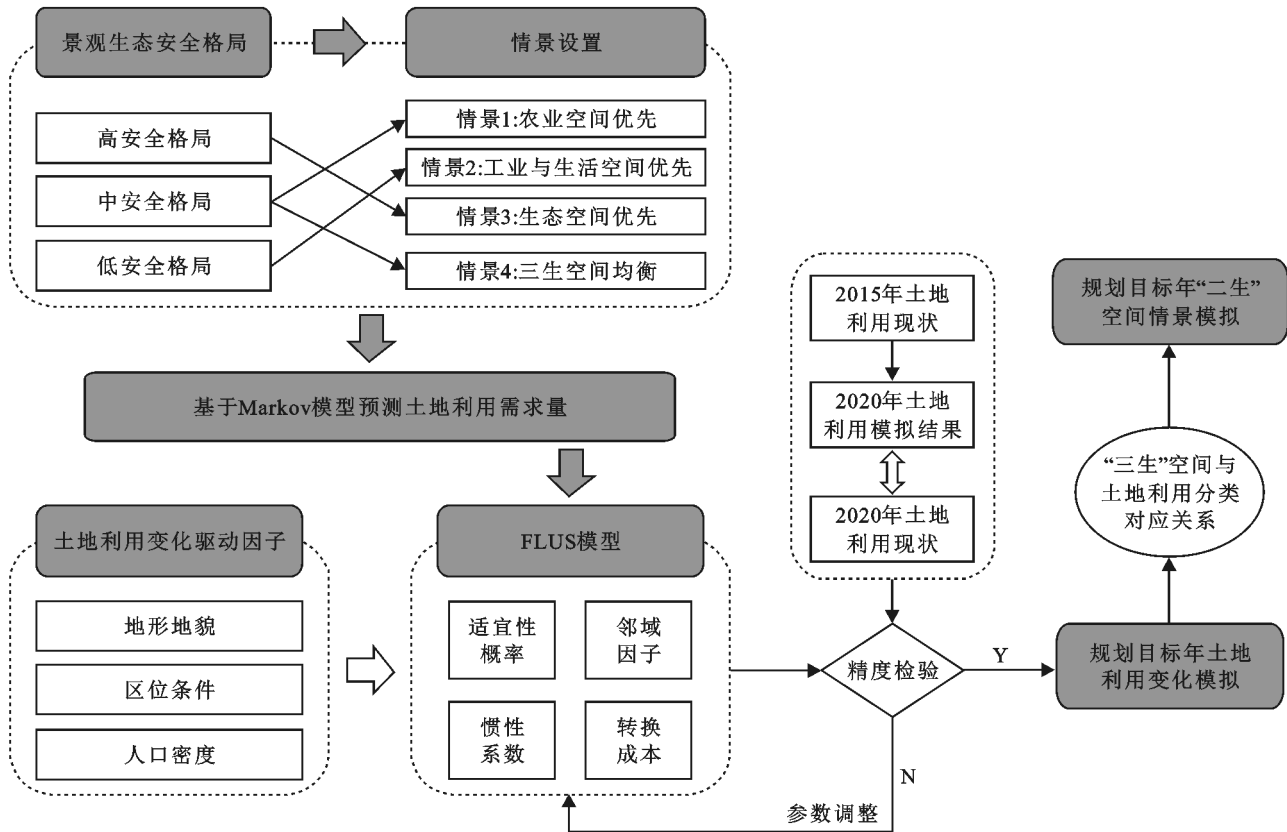 景观生态安全格局
情景设置
高安全格局
中安全格局
低安全格局
情景1:农业空间优先
情景2:工业与生活空间优先
情景3:生态空间优先
情景4:三生空间均衡
基于Markov模型预测土地利用需求量
土地利用变化驱动因子
地形地貌
区位条件
人口密度
FLUS模型
适宜性
概率
邻域
因子
惯性
系数
转换
成本
2015年土地
利用现状
2020年土地
利用模拟结果
2020年土地
利用现状
精度检验
Y
N
参数调整
规划目标年“二生”
空间情景模拟
“三生”空间与
土地利用分类
对应关系
规划目标年土地
利用变化模拟